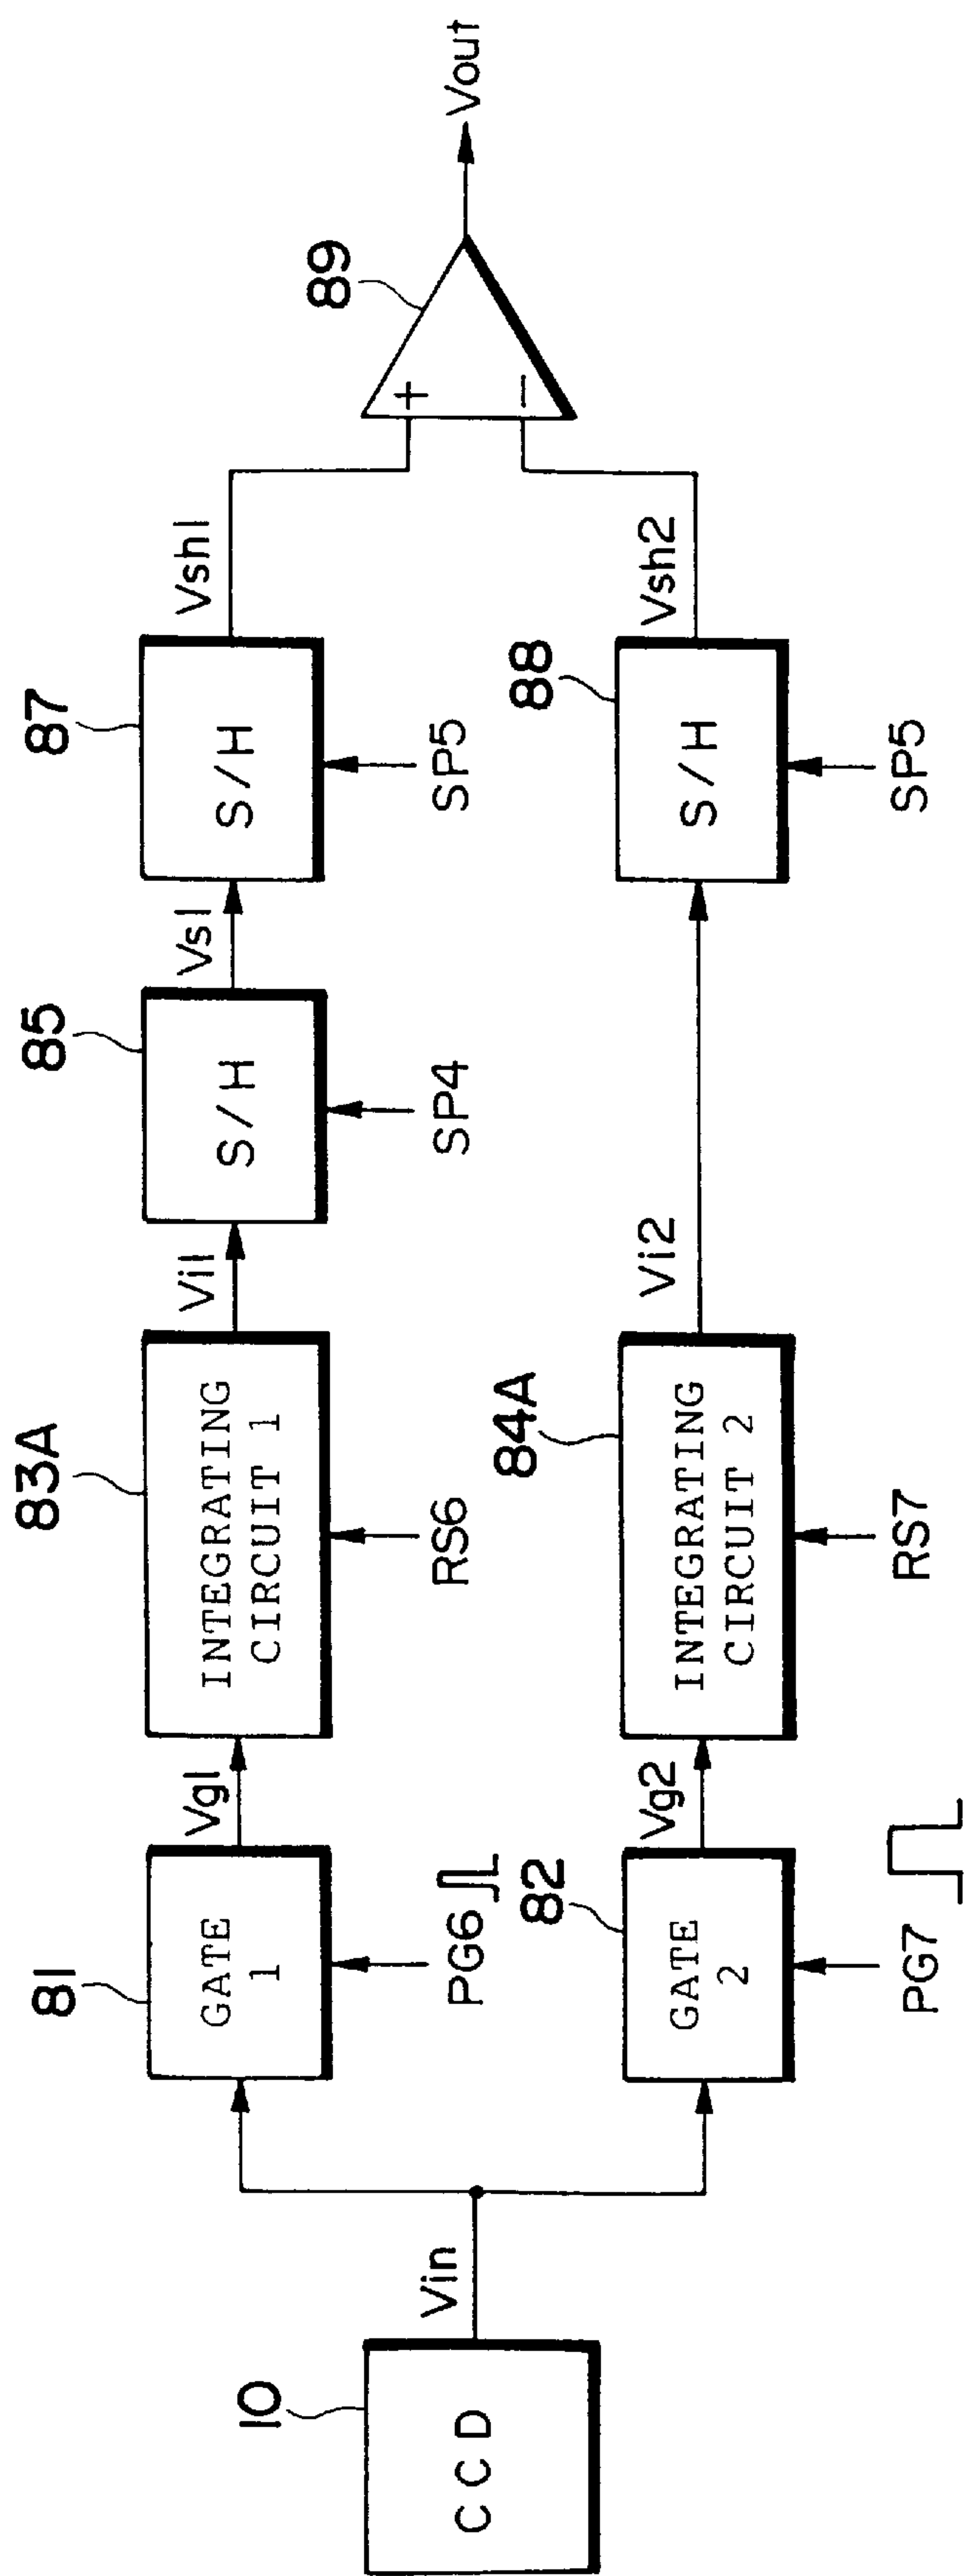 10
CCD
Vin
81
GATE
1
PG6
Vg1
83A
INTEGRATING
CIRCUIT 1
RS6
Vi1
85
S/H
SP4
Vs1
87
S/H
SP5
Vsh1
82
GATE
2
PG7
Vg2
84A
INTEGRATING
CIRCUIT 2
RS7
Vi2
88
S/H
SP5
Vsh2
89
+
−
Vout